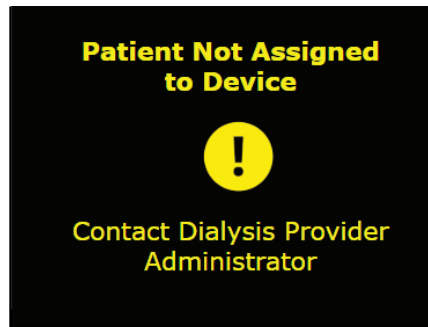 Patient Not Assigned
to Device
!
Contact Dialysis Provider
Administrator